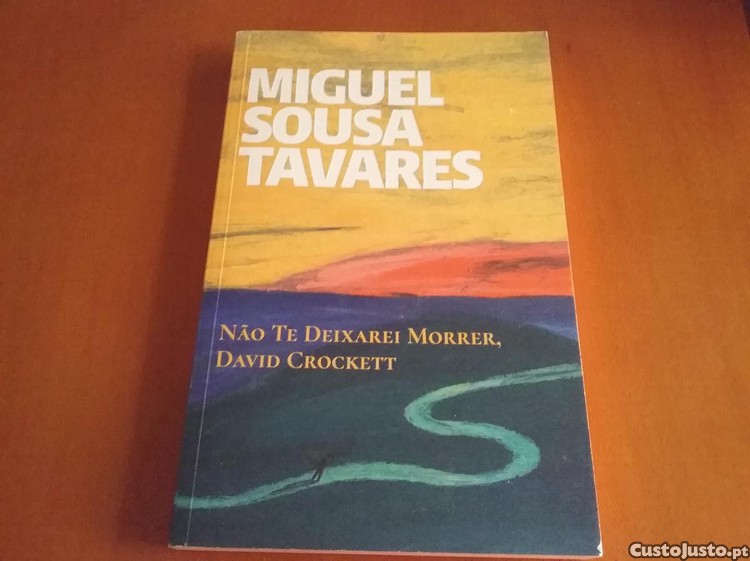 MIGUEL
SOUSA
TAVARES
NÃO TE DEIXAREI MORRER,
DAVID CROCKETT
CustoJusto.pt